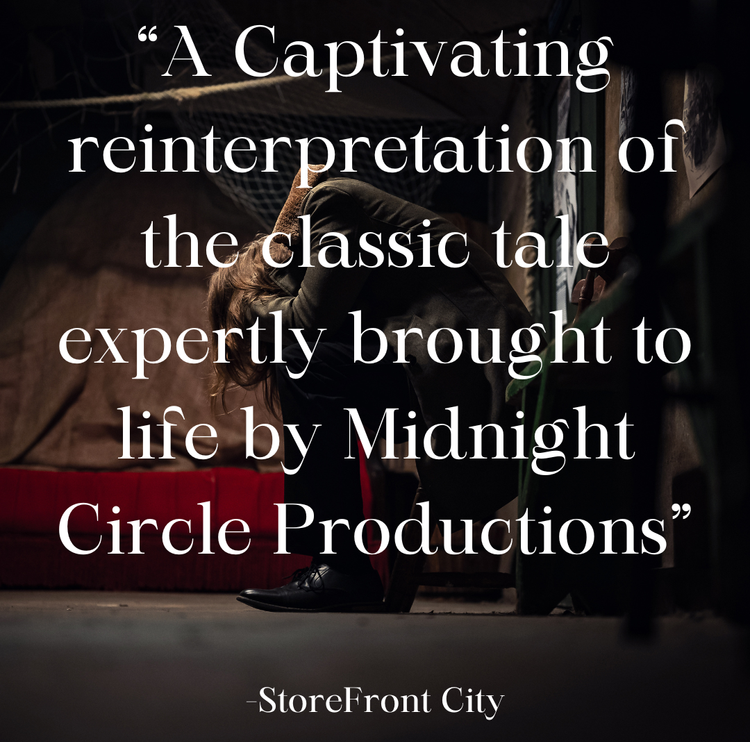 “A Captivating
reinterpretation of
the classic tale
expertly brought to
life by Midnight
Circle Productions”
-StoreFront City